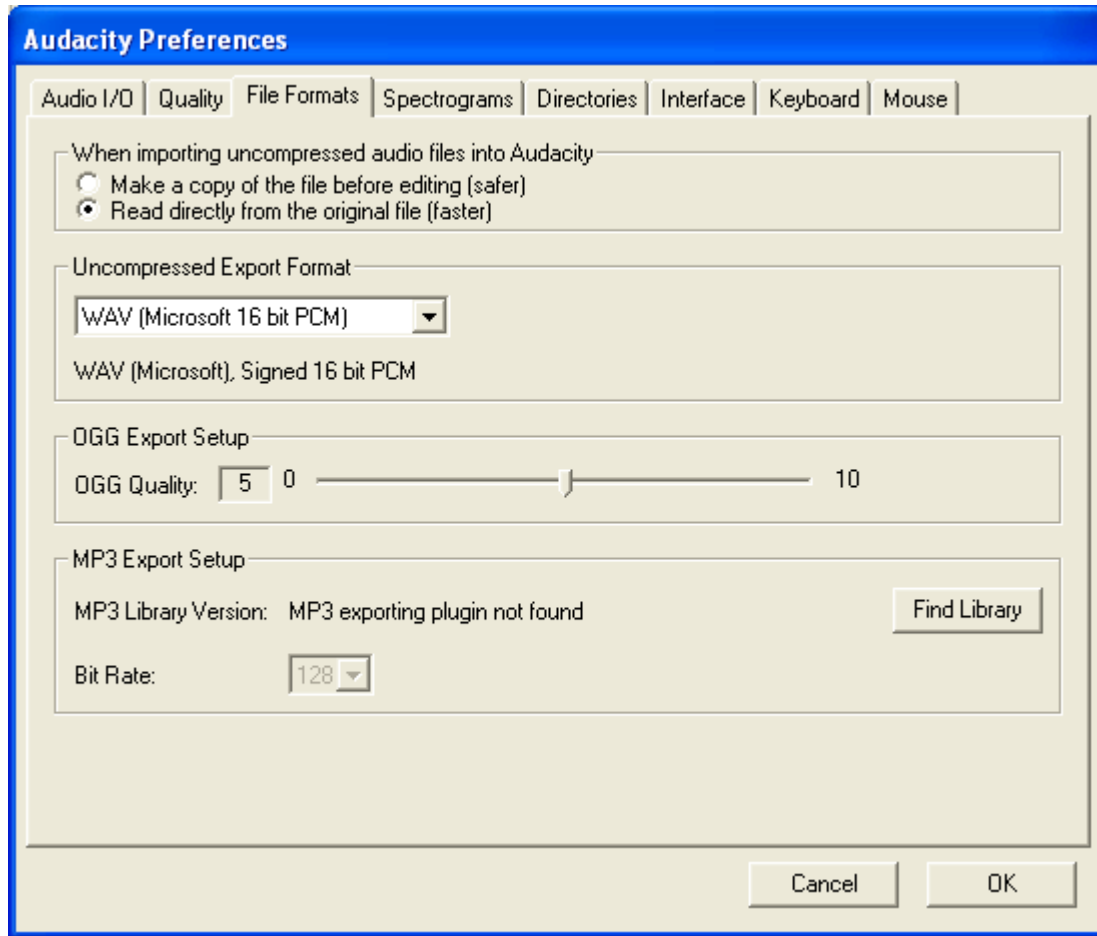 Audacity Preferences
Audio I/O Quality File Formats Spectrograms Directories Interface Keyboard Mouse
When importing uncompressed audio files into Audacity
Make a copy of the file before editing (safer)
Read directly from the original file (faster)
Uncompressed Export Format
WAV (Microsoft 16 bit PCM)
WAV (Microsoft), Signed 16 bit PCM
OGG Export Setup
OGG Quality: 5 0 10
MP3 Export Setup
MP3 Library Version: MP3 exporting plugin not found Find Library
Bit Rate: 128
Cancel OK